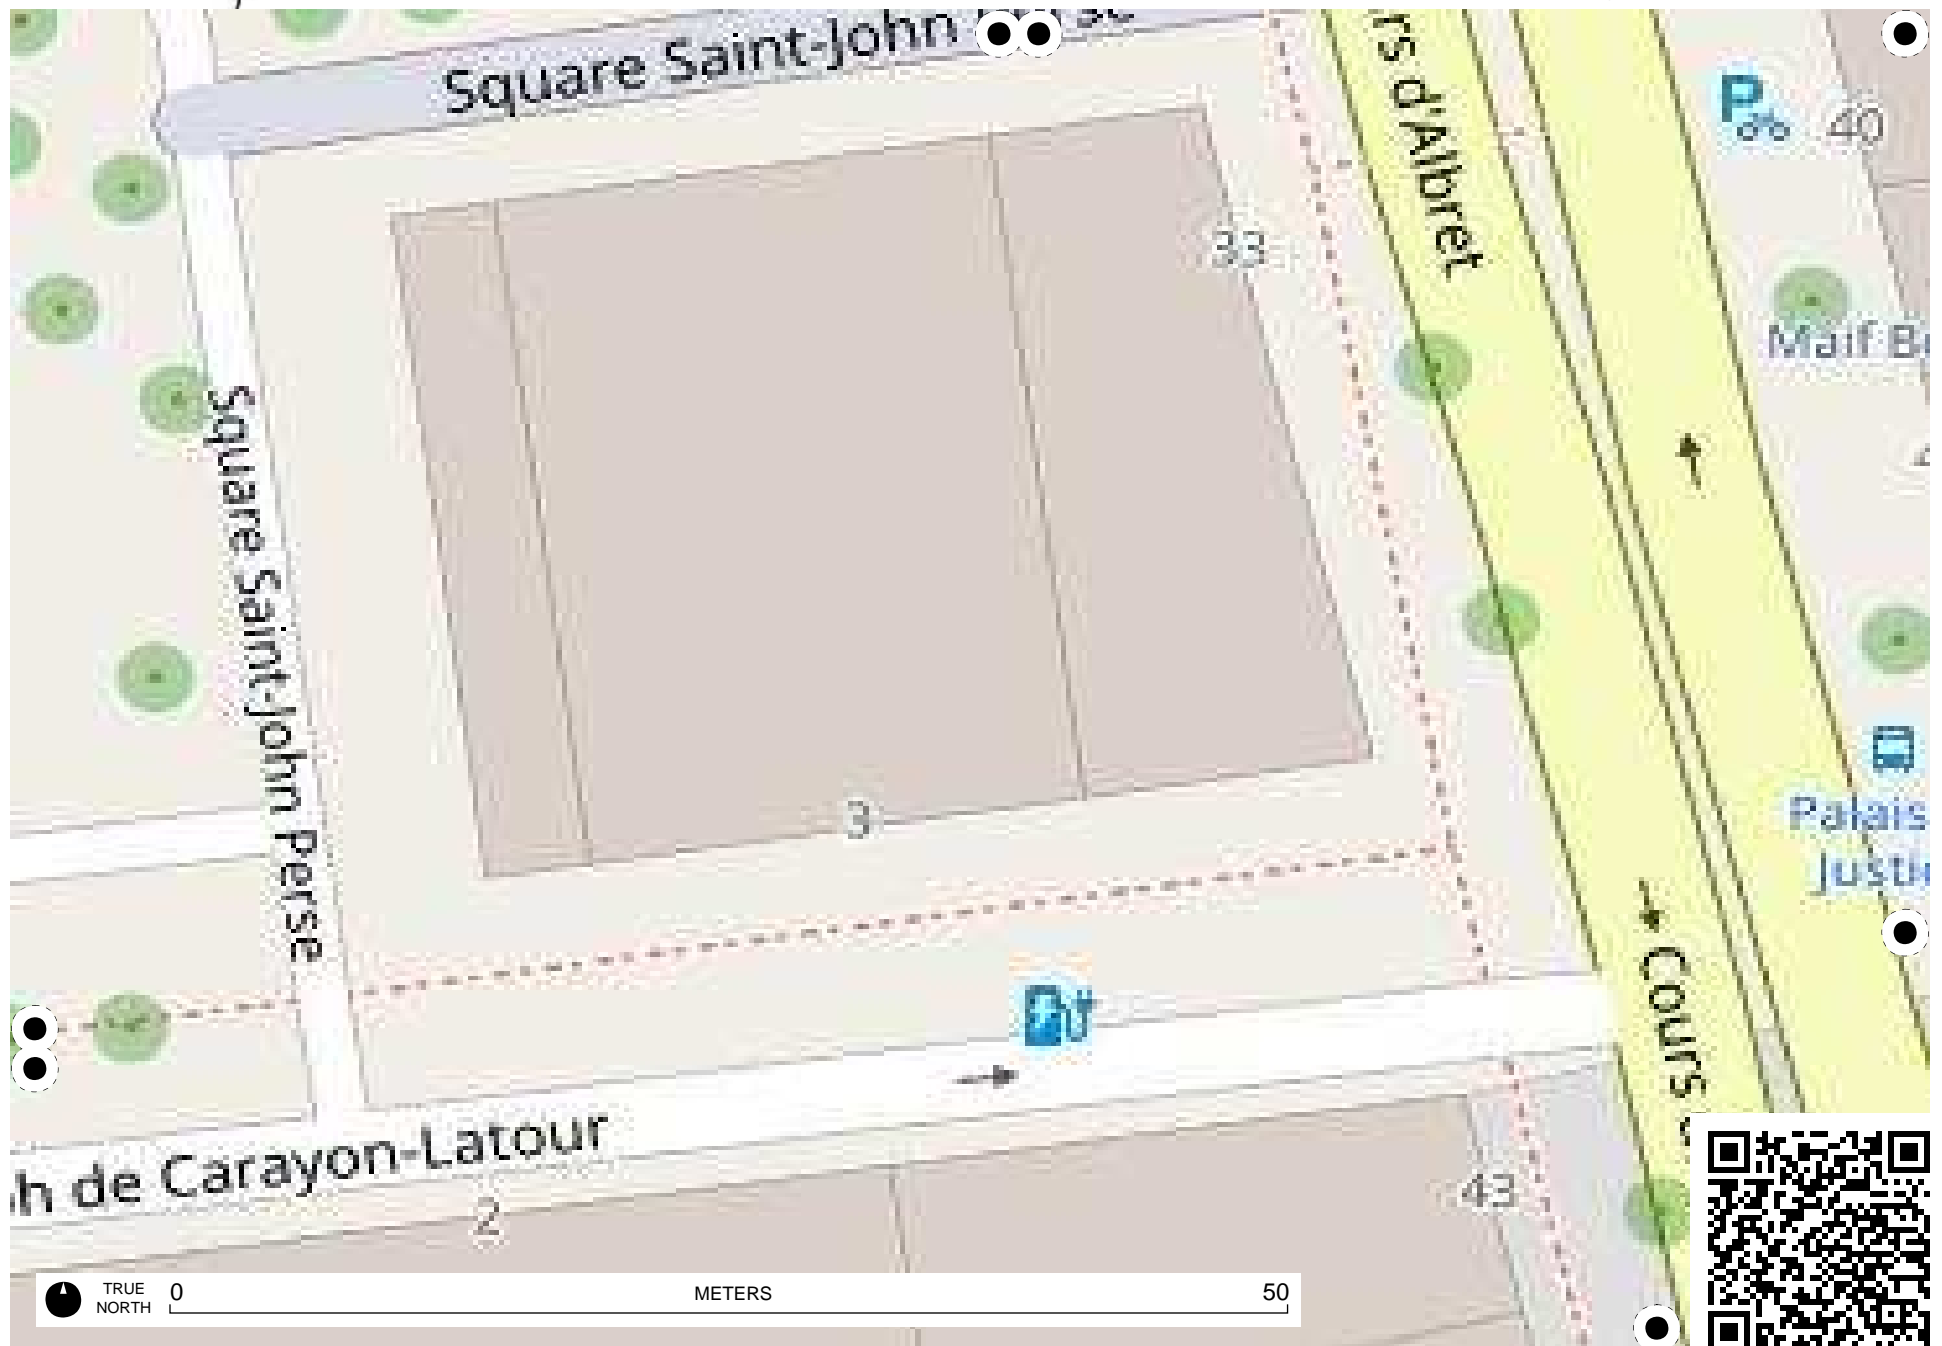 Square Saint-John Perse
rs d'Albret
40
33
Maif B
Square Saint-John Perse
Palais
Justi
3
Cours
h de Carayon-Latour
2
43
TRUE
NORTH
0
METERS
50